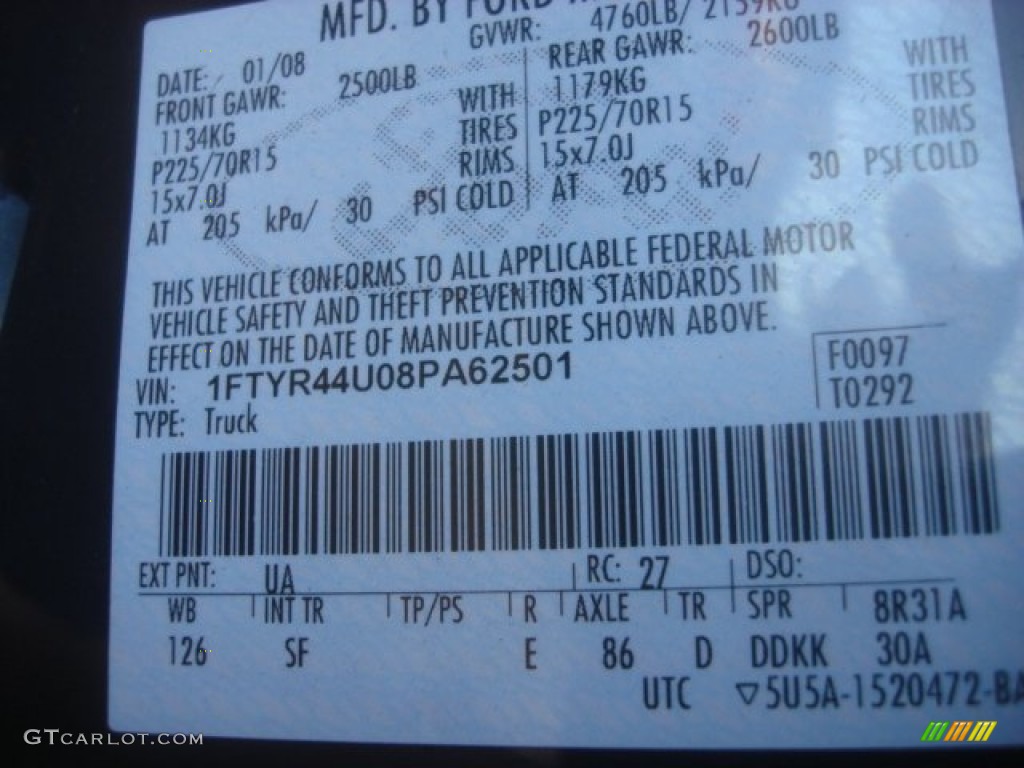 MFD. BY FORD
GVWR: 4760LB/ 2159KG
DATE: 01/08
FRONT GAWR: 2500LB
1134KG WITH
P225/70R15 TIRES
15x7.0J RIMS
AT 205 kPa/ 30 PSI COLD
REAR GAWR: 2600LB
1179KG WITH
P225/70R15 TIRES
15x7.0J RIMS
AT 205 kPa/ 30 PSI COLD
THIS VEHICLE CONFORMS TO ALL APPLICABLE FEDERAL MOTOR
VEHICLE SAFETY AND THEFT PREVENTION STANDARDS IN
EFFECT ON THE DATE OF MANUFACTURE SHOWN ABOVE.
VIN: 1FTYR44U08PA62501
F0097
T0292
TYPE: Truck
EXT PNT: UA RC: 27 DSO:
WB INT TR TP/PS R AXLE TR SPR 8R31A
126 SF E 86 D DDKK 30A
UTC ▽5U5A-1520472-BA
GTCARLOT.COM